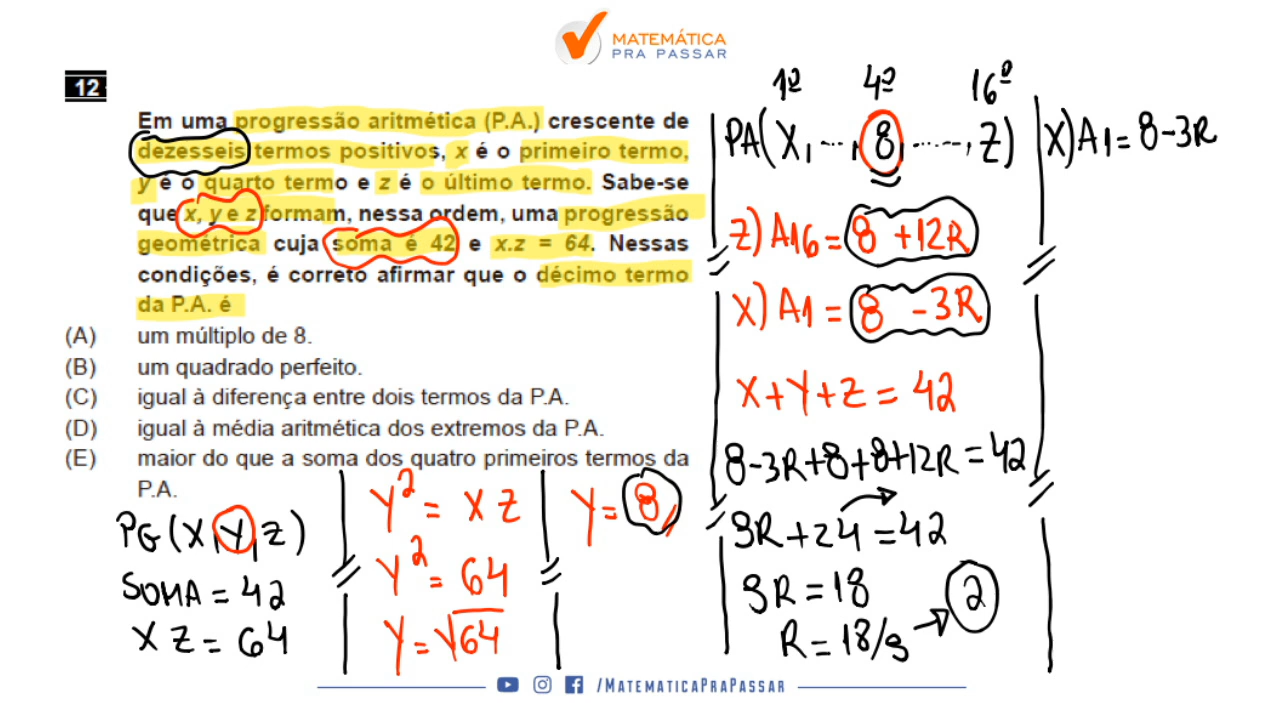 MATEMÁTICA
PRA PASSAR
12
Em uma progressão aritmética (P.A.) crescente de
dezesseis termos positivos, x é o primeiro termo,
y é o quarto termo e z é o último termo. Sabe-se
que x, y e z formam, nessa ordem, uma progressão
geométrica cuja soma é 42 e x.z = 64. Nessas
condições, é correto afirmar que o décimo termo
da P.A. é
(A) um múltiplo de 8.
(B) um quadrado perfeito.
(C) igual à diferença entre dois termos da P.A.
(D) igual à média aritmética dos extremos da P.A.
(E) maior do que a soma dos quatro primeiros termos da
P.A.
PG (X, Y, Z)
SOMA = 42
X Z = 64
Y² = X Z
Y² = 64
Y = √64
Y = 8
1º 4º 16º
PA(X, ..., 8, ......, Z)
Z) A16 = 8 + 12R
X) A1 = 8 - 3R
X + Y + Z = 42
8 - 3R + 8 + 8 + 12R = 42
9R + 24 = 42
9R = 18
R = 18/9 → 2
X) A1 = 8 - 3R
/MATEMATICAPRAPASSAR